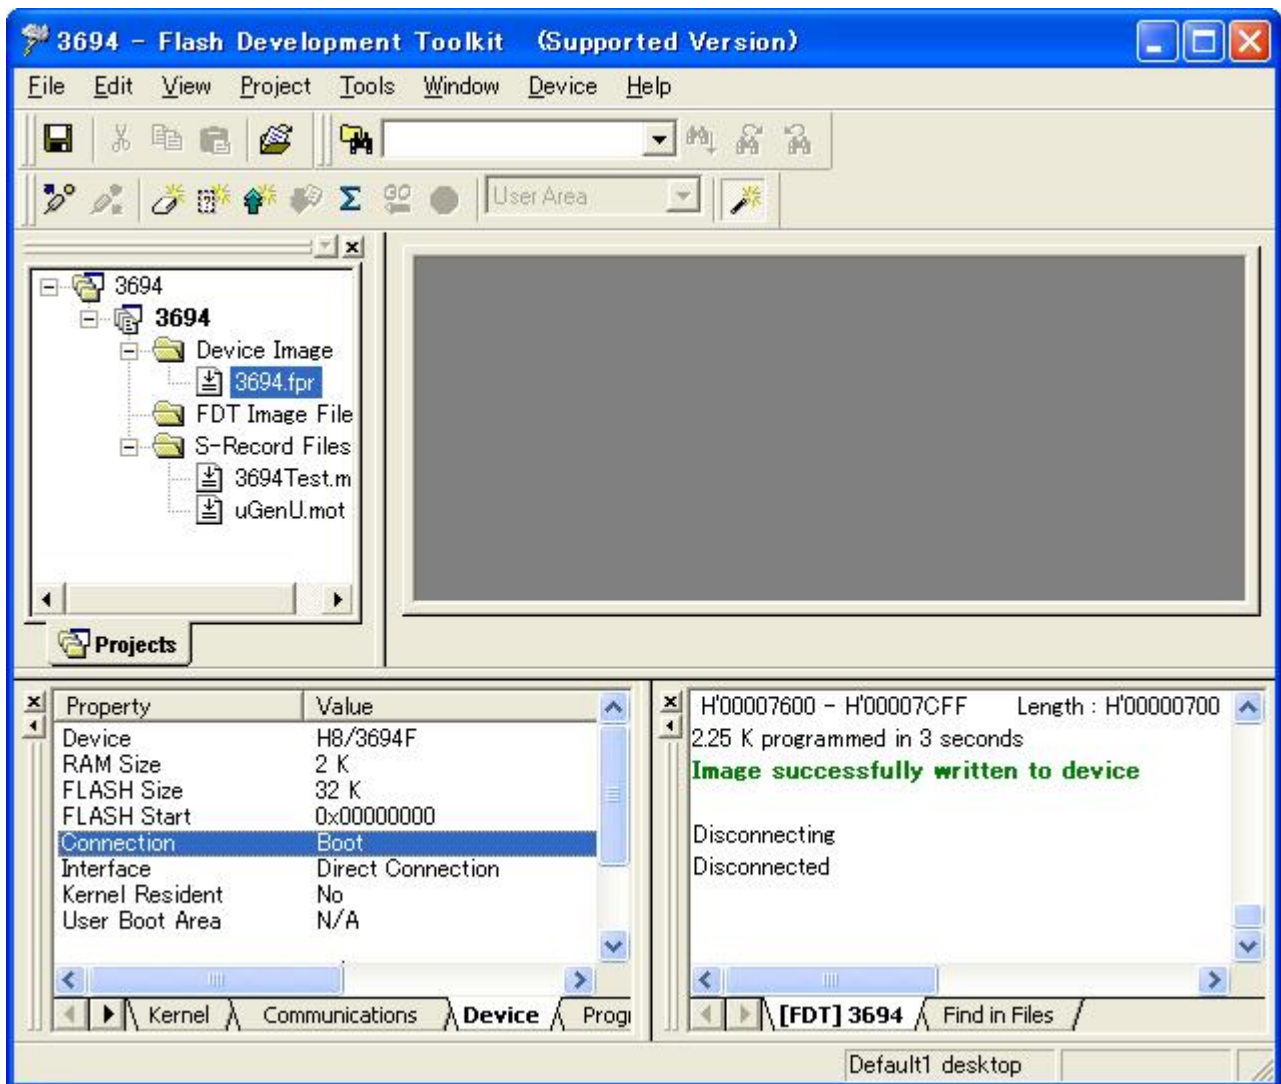 3694 - Flash Development Toolkit (Supported Version)
File Edit View Project Tools Window Device Help
GO
User Area
3694
3694
Device Image
3694.fpr
FDT Image File
S-Record Files
3694Test.m
uGenU.mot
Projects
Property Value
Device H8/3694F
RAM Size 2 K
FLASH Size 32 K
FLASH Start 0x00000000
Connection Boot
Interface Direct Connection
Kernel Resident No
User Boot Area N/A
Kernel Communications Device Progr
H'00007600 - H'00007CFF Length : H'00000700
2.25 K programmed in 3 seconds
Image successfully written to device
Disconnecting
Disconnected
[FDT] 3694 Find in Files
Default1 desktop